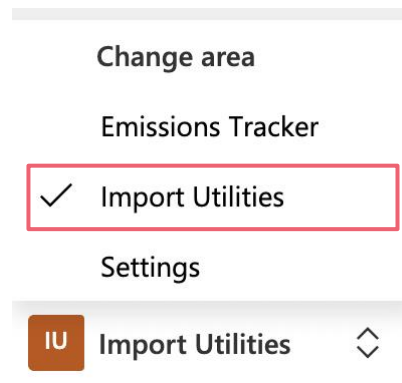 Change area
Emissions Tracker
Import Utilities
Settings
IU Import Utilities